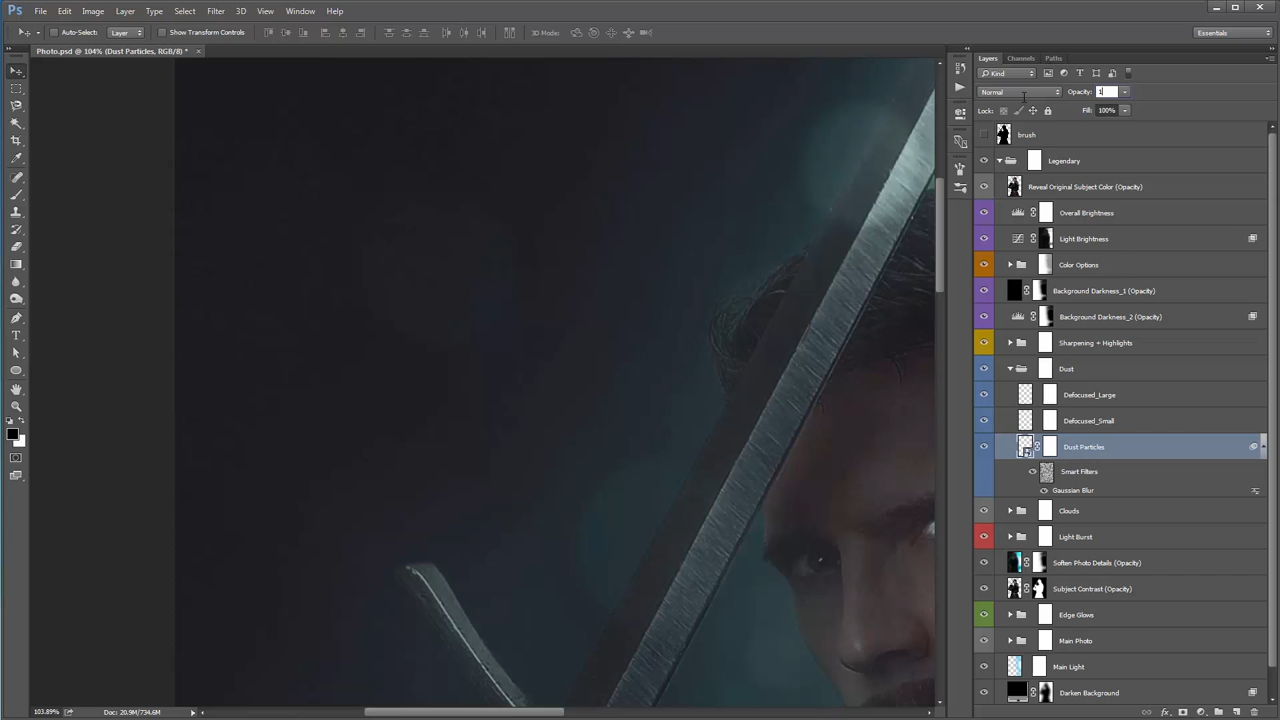 Ps File Edit Image Layer Type Select Filter 3D View Window Help
Auto-Select: Layer Show Transform Controls 3D Mode: Essentials
Photo.psd @ 104% (Dust Particles, RGB/8) * ×
Layers Channels Paths
Kind
Normal Opacity: 1
Lock: Fill: 100%
brush
Legendary
Reveal Original Subject Color (Opacity)
Overall Brightness
Light Brightness
Color Options
Background Darkness_1 (Opacity)
Background Darkness_2 (Opacity)
Sharpening + Highlights
Dust
Defocused_Large
Defocused_Small
Dust Particles
Smart Filters
Gaussian Blur
Clouds
Light Burst
Soften Photo Details (Opacity)
Subject Contrast (Opacity)
Edge Glows
Main Photo
Main Light
Darken Background
103.89% Doc: 20.9M/734.6M
fx